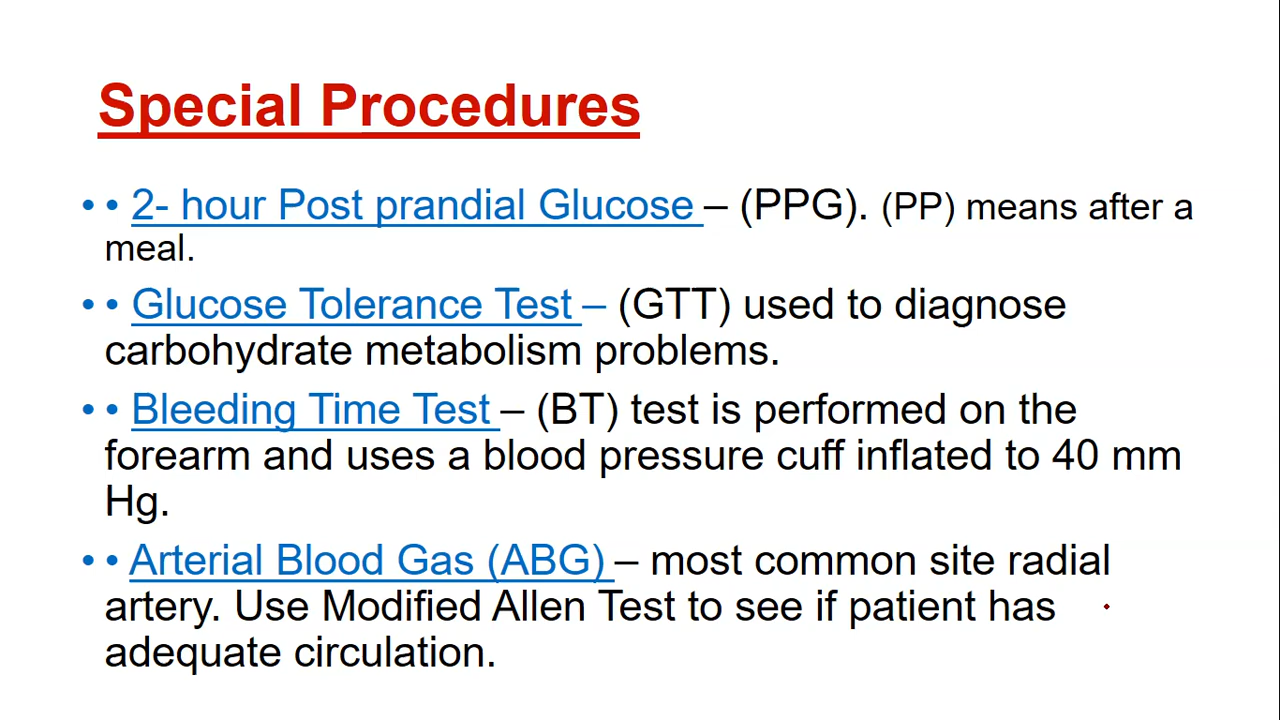 Special Procedures
• • 2- hour Post prandial Glucose – (PPG). (PP) means after a
meal.
• • Glucose Tolerance Test – (GTT) used to diagnose
carbohydrate metabolism problems.
• • Bleeding Time Test – (BT) test is performed on the
forearm and uses a blood pressure cuff inflated to 40 mm
Hg.
• • Arterial Blood Gas (ABG) – most common site radial
artery. Use Modified Allen Test to see if patient has
adequate circulation.